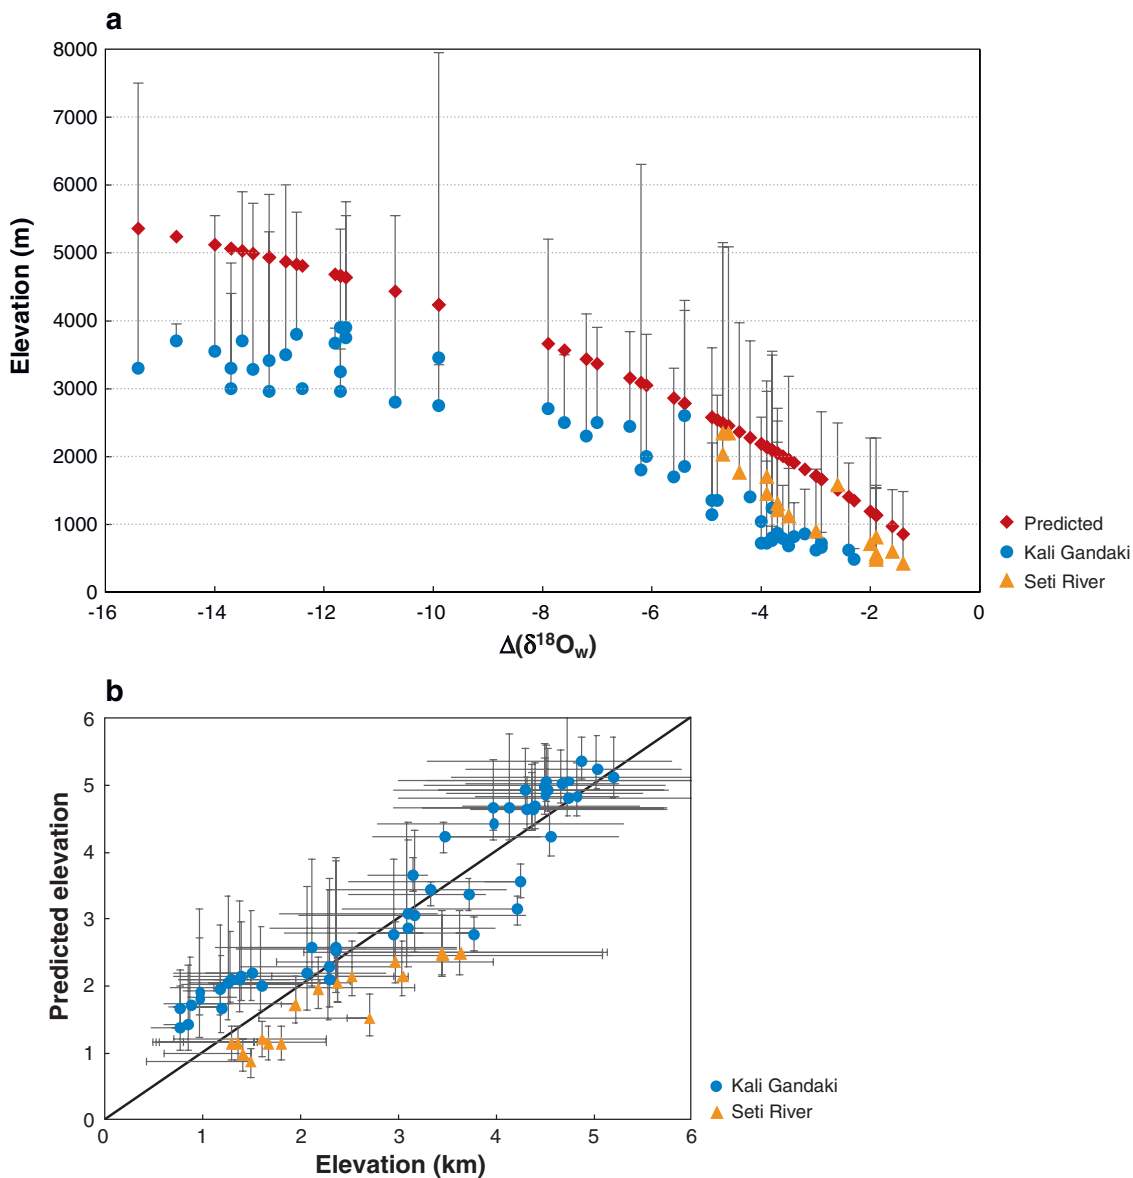 a
8000
7000
6000
5000
4000
3000
2000
1000
0
Elevation (m)
-16 -14 -12 -10 -8 -6 -4 -2 0
Δ(δ¹⁸Ow)
Predicted
Kali Gandaki
Seti River
b
6
5
4
3
2
1
0
Predicted elevation
0 1 2 3 4 5 6
Elevation (km)
Kali Gandaki
Seti River